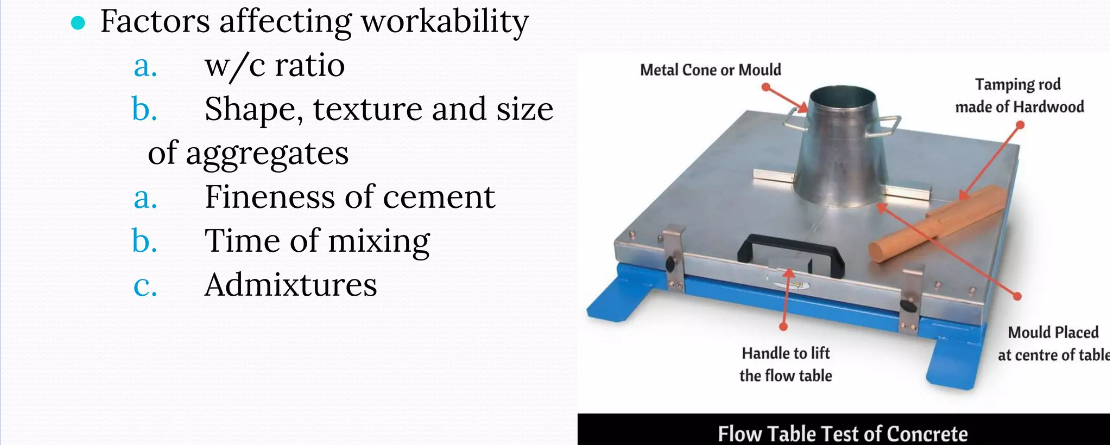 Factors affecting workability
a. w/c ratio
b. Shape, texture and size
of aggregates
a. Fineness of cement
b. Time of mixing
c. Admixtures
Metal Cone or Mould
Tamping rod
made of Hardwood
Mould Placed
at centre of table
Handle to lift
the flow table
Flow Table Test of Concrete